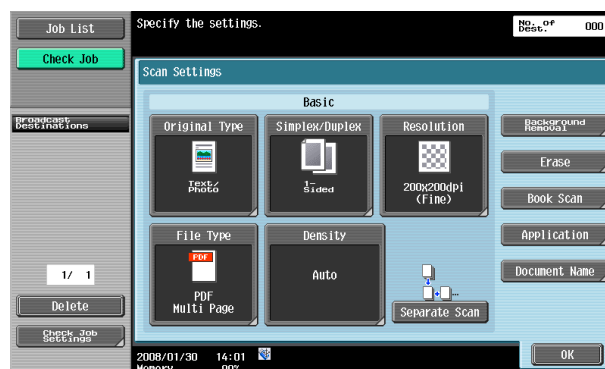 Job List
Specify the settings.
No. of
Dest.
000
Check Job
Scan Settings
Basic
Broadcast
Destinations
Original Type
Simplex/Duplex
Resolution
Background
Removal
Text/
Photo
1-
Sided
200x200dpi
(Fine)
Erase
Book Scan
File Type
Density
Application
PDF
Auto
1/ 1
Document Name
PDF
Multi Page
Delete
Separate Scan
Check Job
Settings
2008/01/30 14:01
OK
Memory 00%